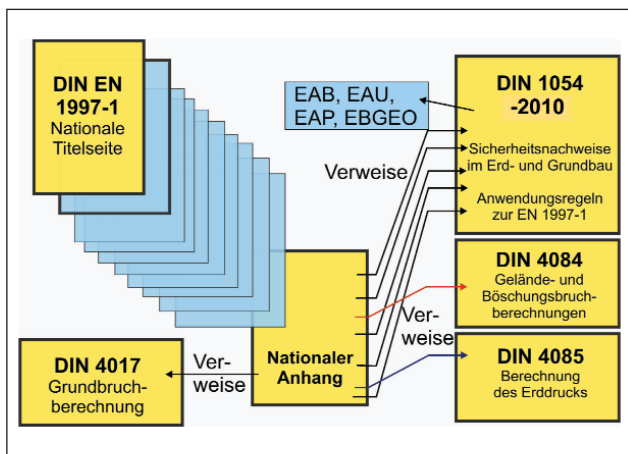 DIN EN
1997-1
Nationale
Titelseite
EAB, EAU,
EAP, EBGEO
DIN 1054
-2010
Sicherheitsnachweise
im Erd- und Grundbau
Anwendungsregeln
zur EN 1997-1
Verweise
DIN 4084
Gelände- und
Böschungsbruch-
berechnungen
Ver-
weise
DIN 4085
Berechnung
des Erddrucks
Nationaler
Anhang
Ver-
weise
DIN 4017
Grundbruch-
berechnung